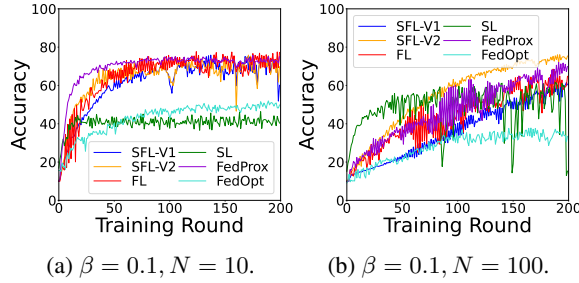 100
80
60
40
20
0
Accuracy
SFL-V1
SFL-V2
FL
SL
FedProx
FedOpt
0 50 100 150 200
Training Round
(a) β = 0.1, N = 10.
100
80
60
40
20
0
Accuracy
SFL-V1
SFL-V2
FL
SL
FedProx
FedOpt
0 50 100 150 200
Training Round
(b) β = 0.1, N = 100.